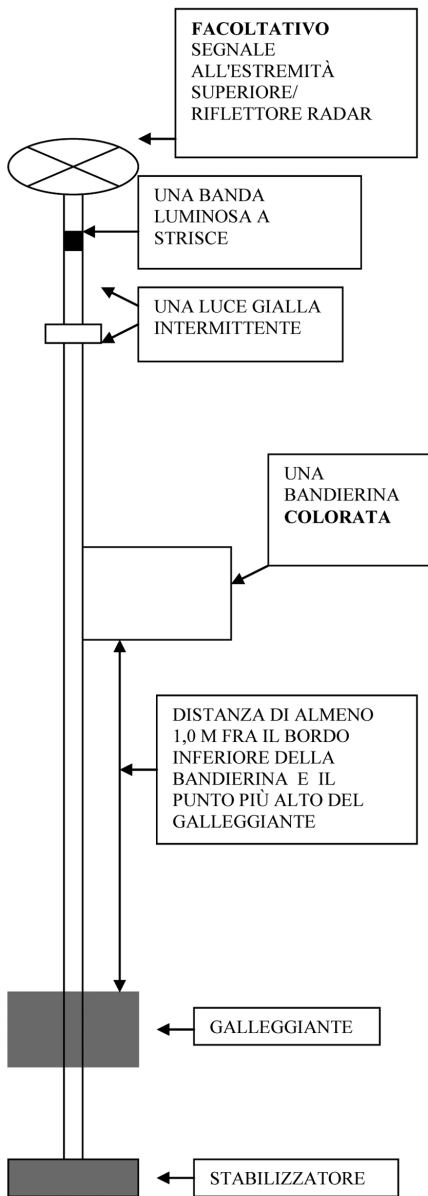 FACOLTATIVO
SEGNALE
ALL'ESTREMITÀ
SUPERIORE/
RIFLETTORE RADAR
UNA BANDA
LUMINOSA A
STRISCE
UNA LUCE GIALLA
INTERMITTENTE
UNA
BANDIERINA
COLORATA
DISTANZA DI ALMENO
1,0 M FRA IL BORDO
INFERIORE DELLA
BANDIERINA E IL
PUNTO PIÙ ALTO DEL
GALLEGGIANTE
GALLEGGIANTE
STABILIZZATORE